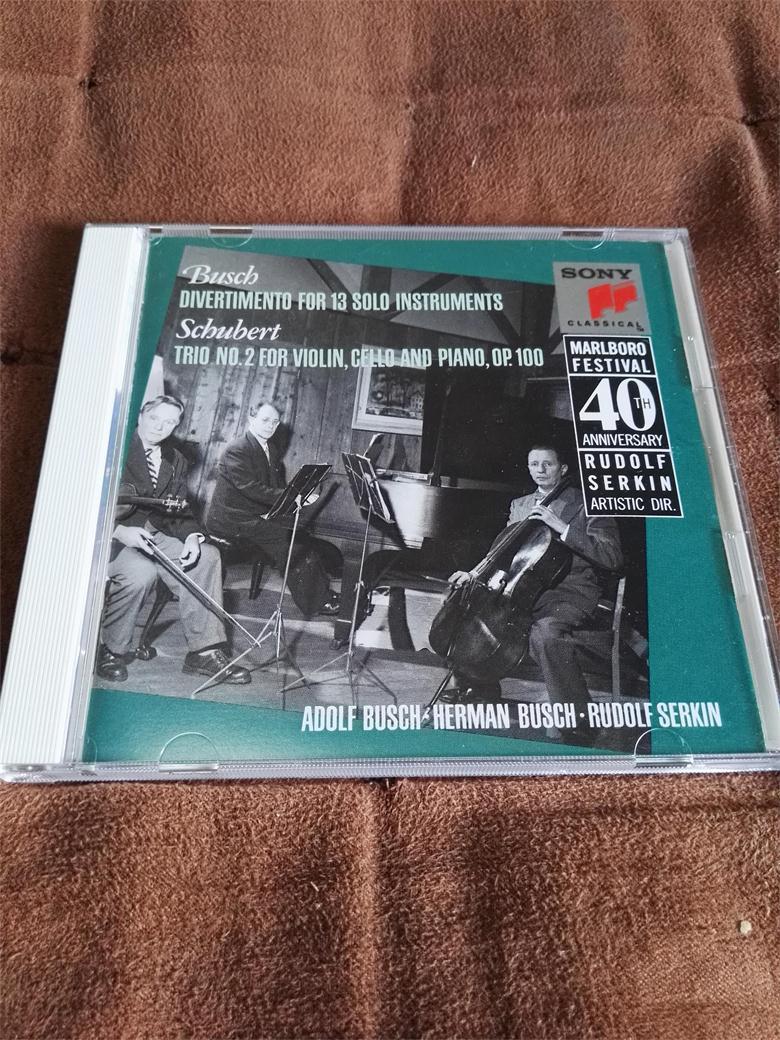 Busch
DIVERTIMENTO FOR 13 SOLO INSTRUMENTS
Schubert
TRIO NO. 2 FOR VIOLIN, CELLO AND PIANO, OP. 100
SONY
CLASSICAL™
MARLBORO
FESTIVAL
40TH
ANNIVERSARY
RUDOLF
SERKIN
ARTISTIC DIR.
ADOLF BUSCH · HERMAN BUSCH · RUDOLF SERKIN